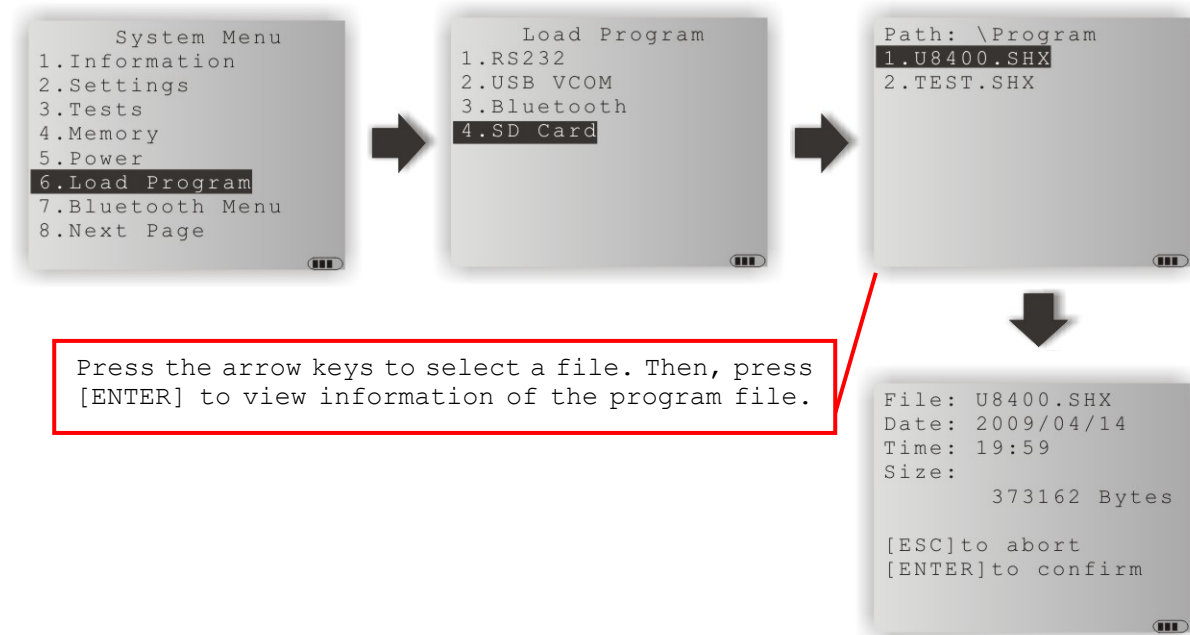 System Menu
1.Information
2.Settings
3.Tests
4.Memory
5.Power
6.Load Program
7.Bluetooth Menu
8.Next Page
Load Program
1.RS232
2.USB VCOM
3.Bluetooth
4.SD Card
Path: \Program
1.U8400.SHX
2.TEST.SHX
Press the arrow keys to select a file. Then, press
[ENTER] to view information of the program file.
File: U8400.SHX
Date: 2009/04/14
Time: 19:59
Size:
373162 Bytes
[ESC]to abort
[ENTER]to confirm